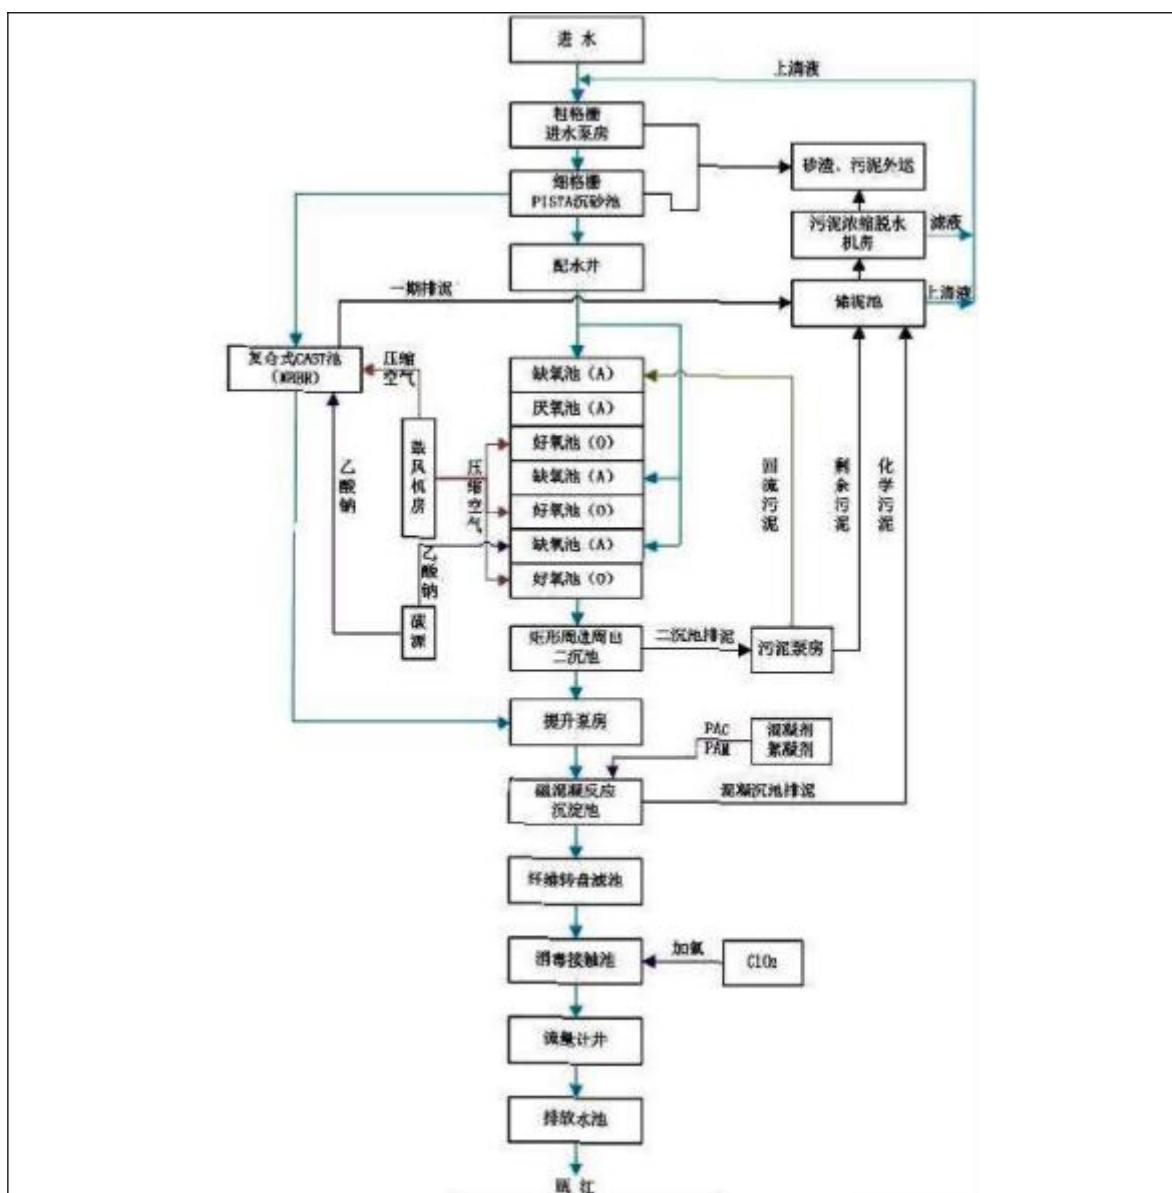 进水
上清液
粗格栅
进水泵房
细格栅
PISTA沉砂池
砂渣、污泥外运
污泥浓缩脱水
机房
滤液
配水井
一期排泥
储泥池
上清液
复合式CAST池
(MBBR)
压缩
空气
缺氧池(A)
厌氧池(A)
好氧池(O)
缺氧池(A)
好氧池(O)
缺氧池(A)
好氧池(O)
鼓风机房
压缩空气
乙酸钠
乙酸钠
碳源
回流污泥
剩余污泥
化学污泥
矩形周进周出
二沉池
二沉池排泥
污泥泵房
提升泵房
PAC
PAM
混凝剂
絮凝剂
磁混凝反应
沉淀池
混凝沉池排泥
纤维转盘滤池
消毒接触池
加氯
ClO₂
流量计井
排放水池
瓯江